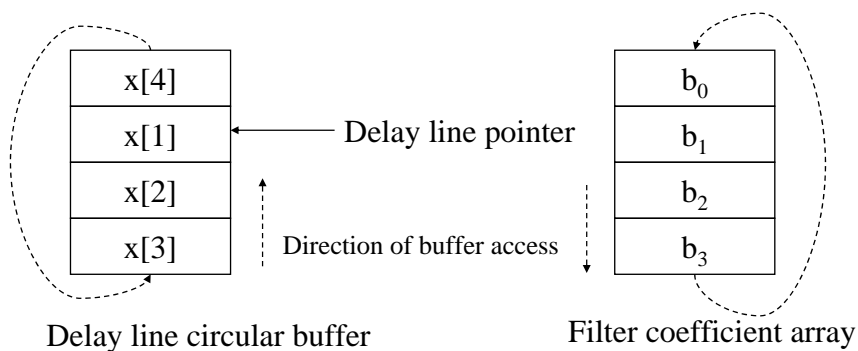 x[4]
x[1]
x[2]
x[3]
Delay line pointer
Direction of buffer access
b₀
b₁
b₂
b₃
Delay line circular buffer
Filter coefficient array